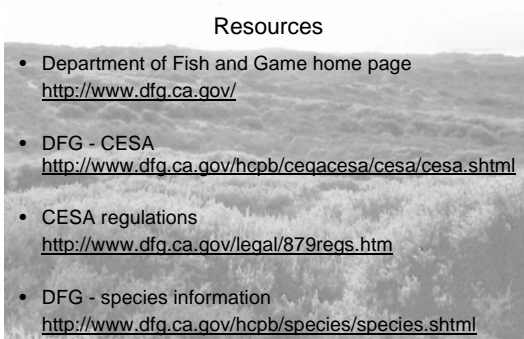 Resources
• Department of Fish and Game home page
http://www.dfg.ca.gov/
• DFG - CESA
http://www.dfg.ca.gov/hcpb/ceqacesa/cesa/cesa.shtml
• CESA regulations
http://www.dfg.ca.gov/legal/879regs.htm
• DFG - species information
http://www.dfg.ca.gov/hcpb/species/species.shtml